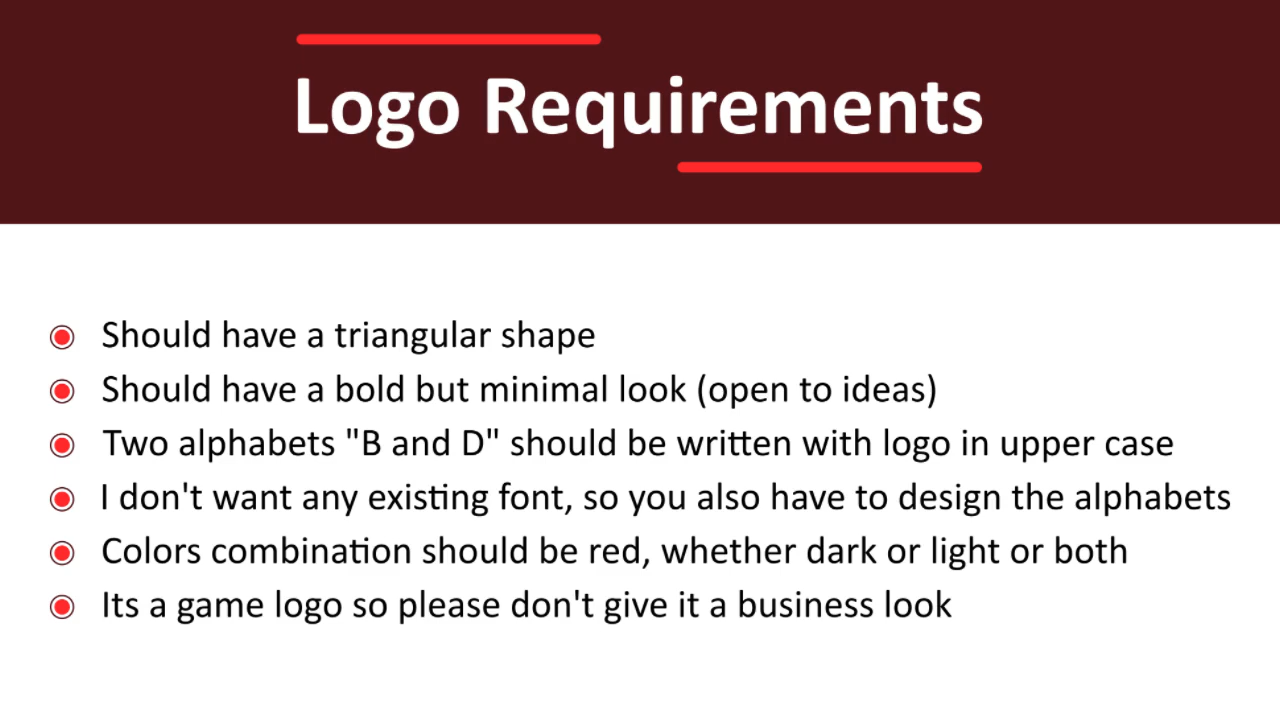 Logo Requirements
Should have a triangular shape
Should have a bold but minimal look (open to ideas)
Two alphabets "B and D" should be written with logo in upper case
I don't want any existing font, so you also have to design the alphabets
Colors combination should be red, whether dark or light or both
Its a game logo so please don't give it a business look